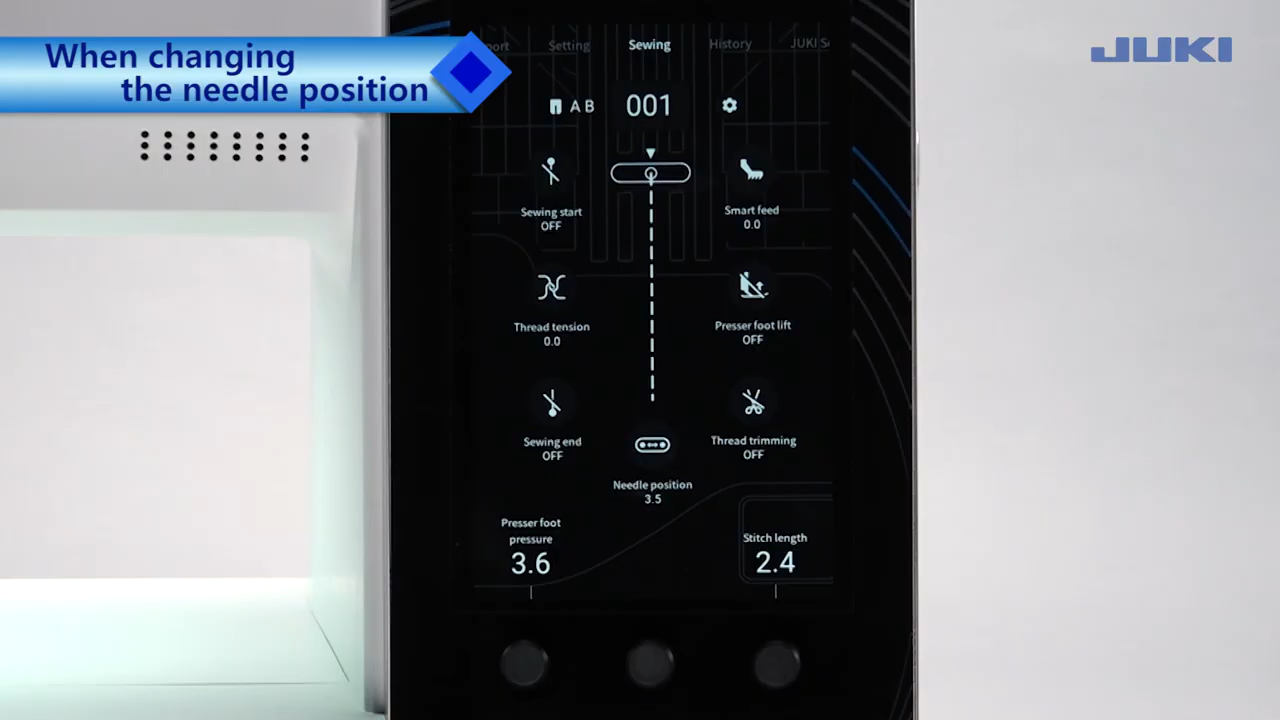 When changing
the needle position
JUKI
Setting
Sewing
History
A B
001
Sewing start
OFF
Smart feed
0.0
Thread tension
0.0
Presser foot lift
OFF
Sewing end
OFF
Thread trimming
OFF
Needle position
3.5
Presser foot
pressure
3.6
Stitch length
2.4